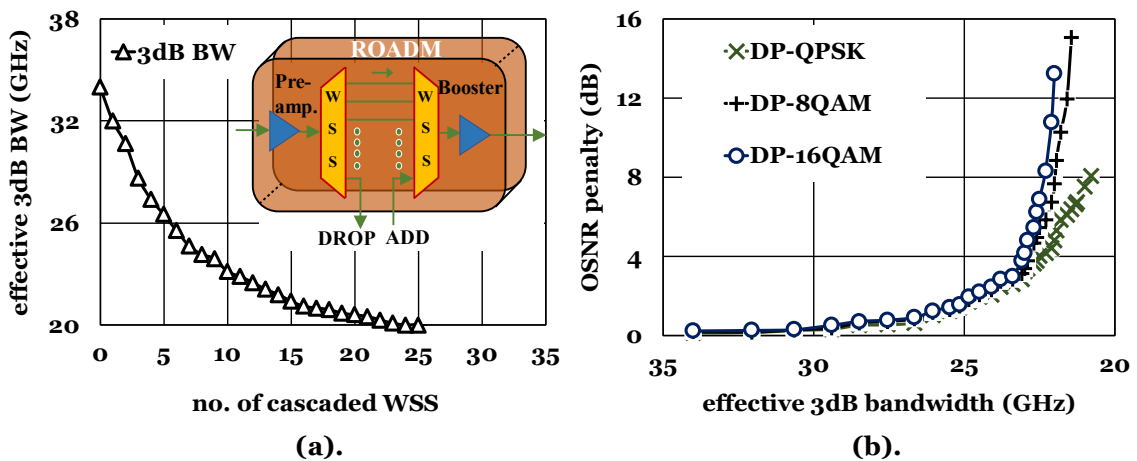 38
32
26
20
effective 3dB BW (GHz)
3dB BW
ROADM
Pre-
amp.
W
S
S
W
S
S
Booster
DROP
ADD
0
5
10
15
20
25
30
35
no. of cascaded WSS
(a).
16
12
8
4
0
OSNR penalty (dB)
DP-QPSK
DP-8QAM
DP-16QAM
35
30
25
20
effective 3dB bandwidth (GHz)
(b).